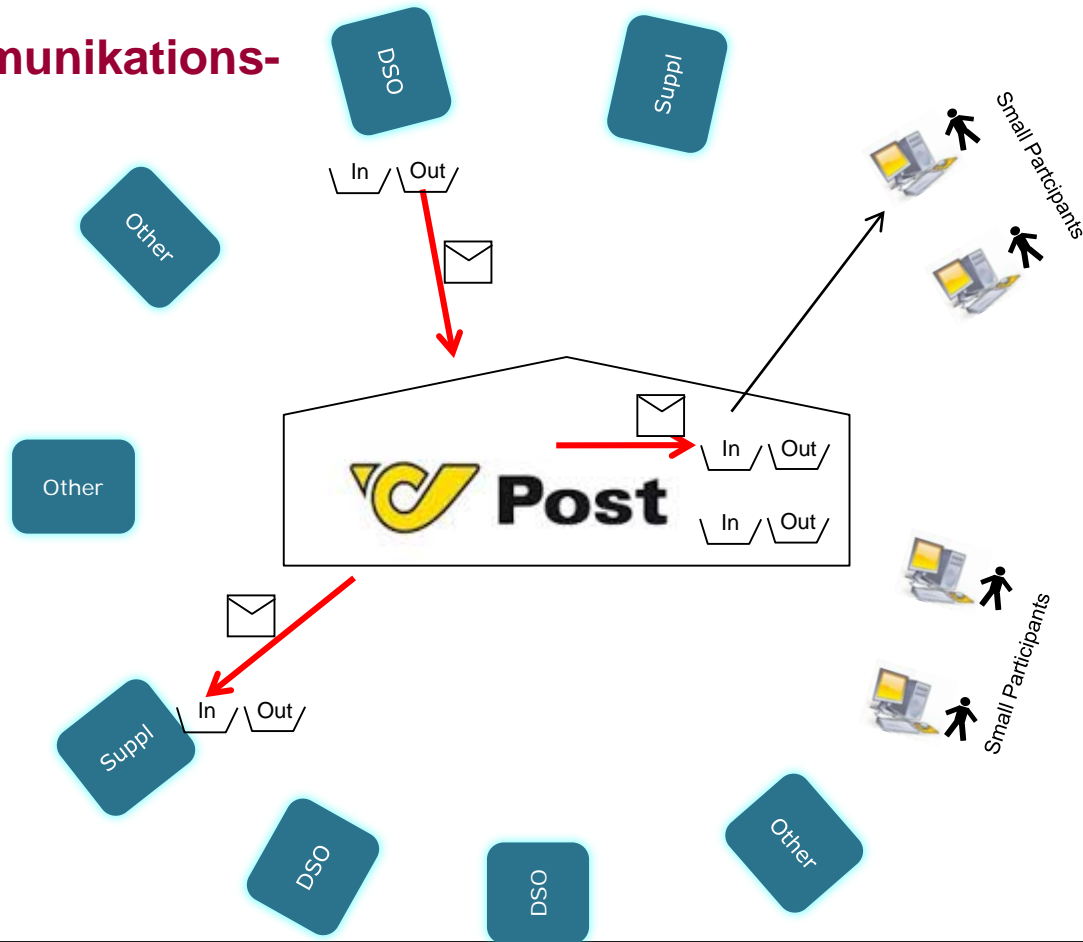 munikations-
DSO
Suppl
Small Partcipants
In Out
Other
In Out
Post
In Out
Other
Small Participants
In Out
Suppl
Other
DSO
DSO